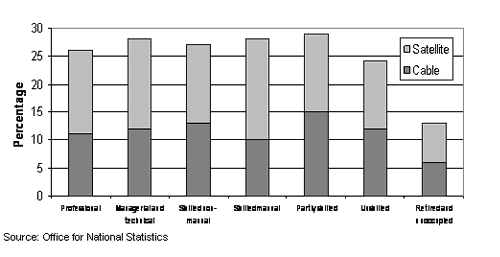 30
25
20
15
10
5
0
Percentage
Satellite
Cable
Professional
Managerial and
technical
Skilled non-
manual
Skilled manual
Partly skilled
Unskilled
Retired and
unoccupied
Source: Office for National Statistics